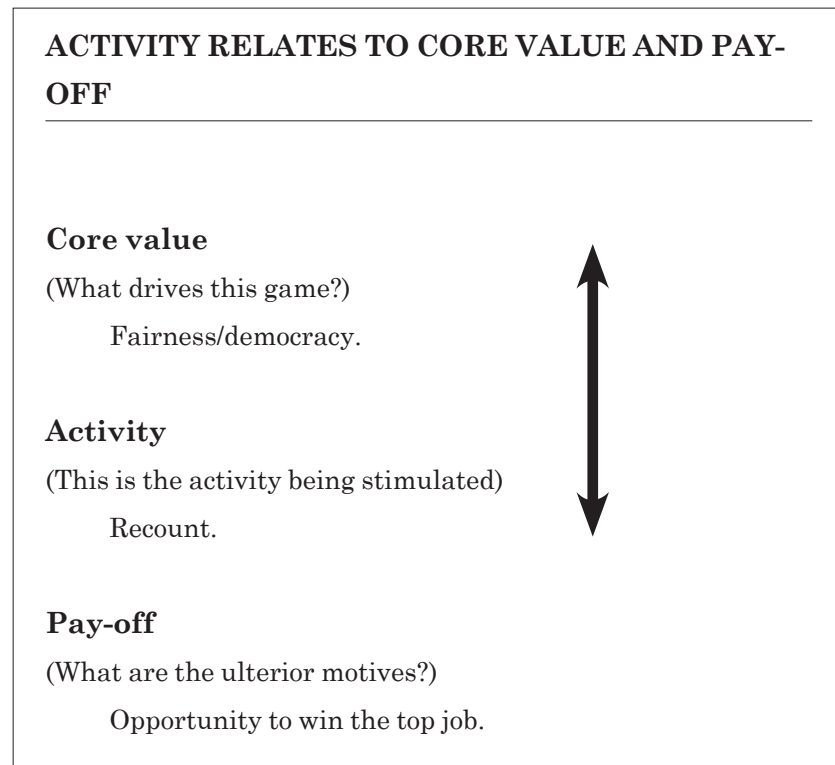 ACTIVITY RELATES TO CORE VALUE AND PAY-
OFF
Core value
(What drives this game?)
Fairness/democracy.
Activity
(This is the activity being stimulated)
Recount.
Pay-off
(What are the ulterior motives?)
Opportunity to win the top job.